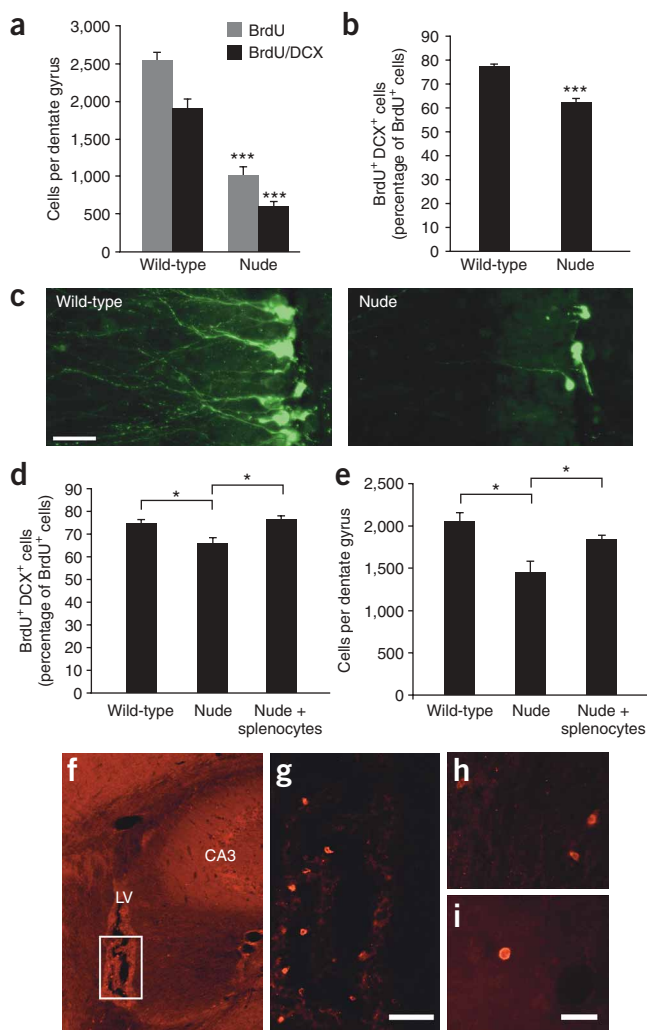 a
3,000
2,500
2,000
1,500
1,000
500
0
Cells per dentate gyrus
BrdU
BrdU/DCX
***
***
Wild-type Nude
b
90
80
70
60
50
40
30
20
10
0
BrdU+ DCX+ cells
(percentage of BrdU+ cells)
***
Wild-type Nude
c
Wild-type
Nude
d
90
80
70
60
50
40
30
20
10
0
BrdU+ DCX+ cells
(percentage of BrdU+ cells)
*
*
Wild-type Nude Nude +
splenocytes
e
2,500
2,000
1,500
1,000
500
0
Cells per dentate gyrus
*
*
Wild-type Nude Nude +
splenocytes
f
CA3
LV
g
h
i